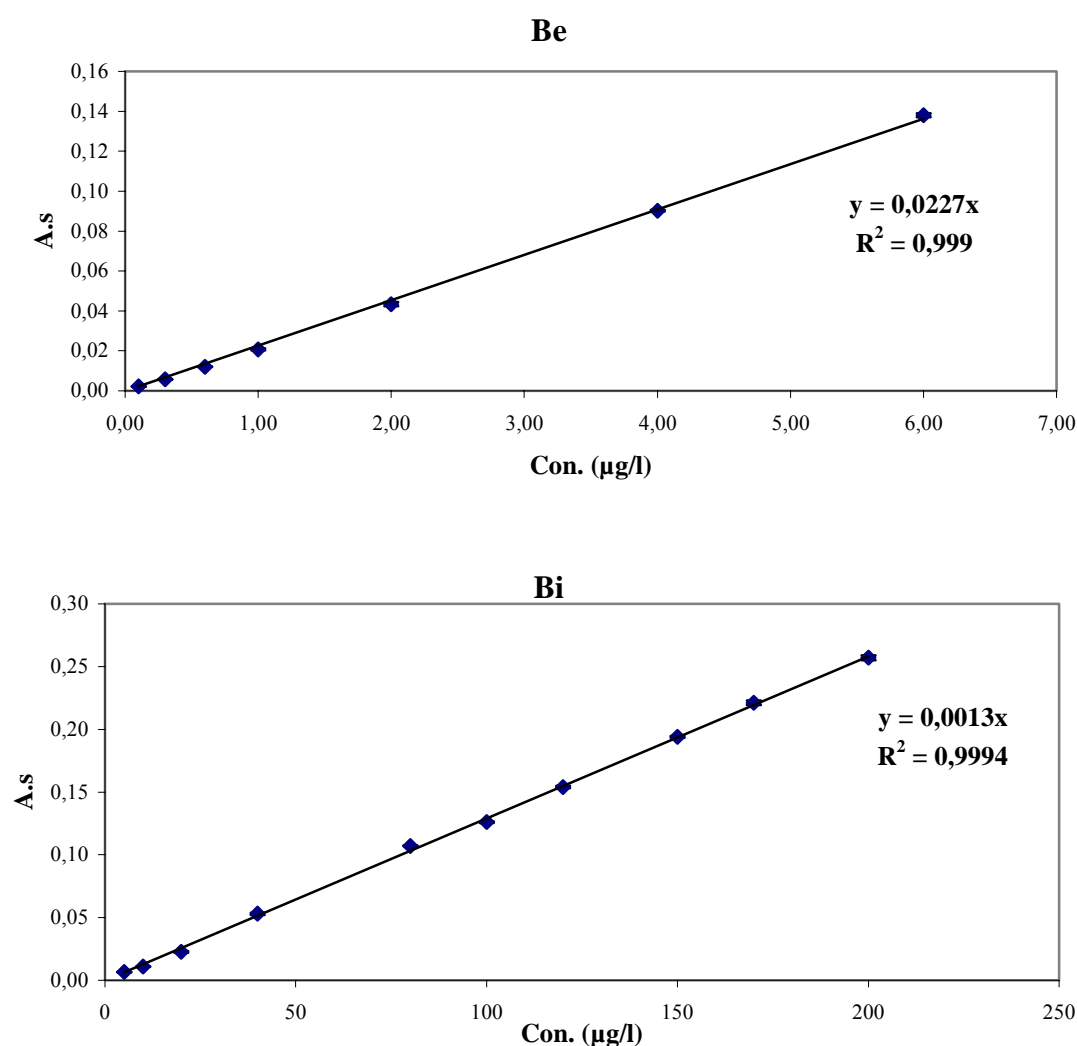 Be
0,16
0,14
0,12
0,10
0,08
0,06
0,04
0,02
0,00
A.s
y = 0,0227x
R² = 0,999
0,00 1,00 2,00 3,00 4,00 5,00 6,00 7,00
Con. (µg/l)
Bi
0,30
0,25
0,20
0,15
0,10
0,05
0,00
A.s
y = 0,0013x
R² = 0,9994
0 50 100 150 200 250
Con. (µg/l)